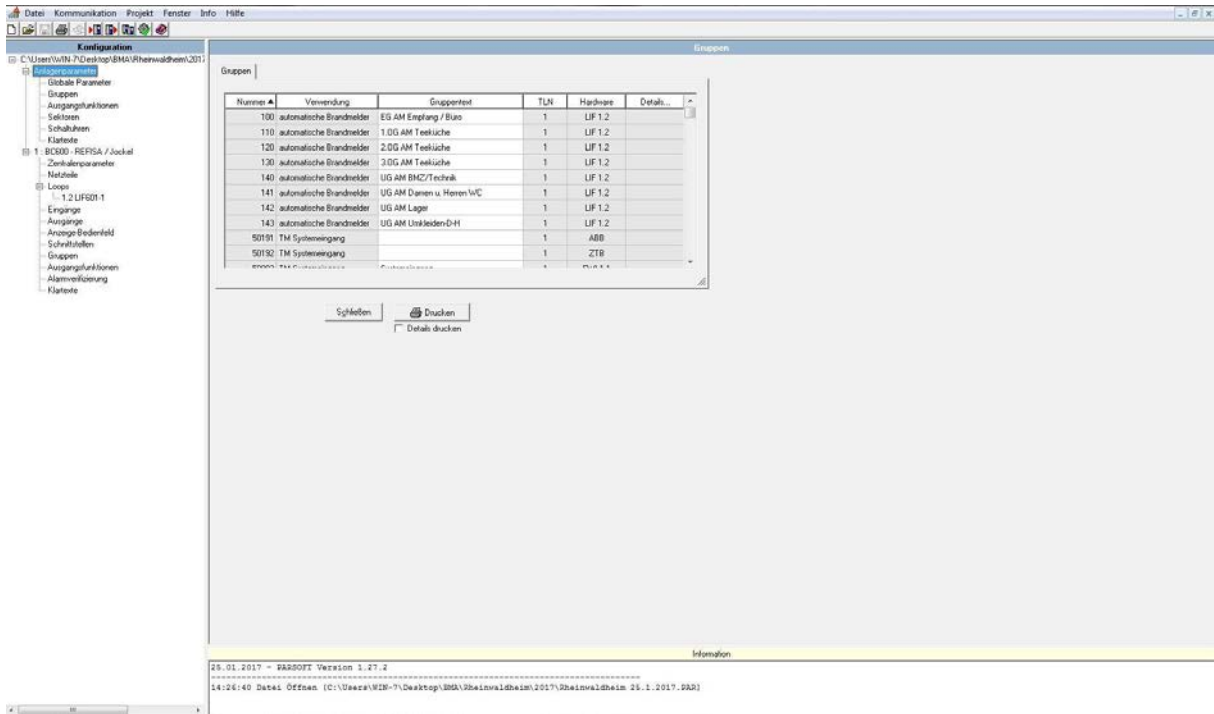 Datei Kommunikation Projekt Fenster Info Hilfe
Konfiguration
Gruppen
C:\Users\WIN-7\Desktop\BMA\Rheinwaldheim\201
Anlagenparameter
Globale Parameter
Gruppen
Ausgangsfunktionen
Sektoren
Schaltuhren
Klartexte
1 : BC600 - REFISA / Jockel
Zentralenparameter
Netzteile
Loops
1.2 LIF601-1
Eingänge
Ausgänge
Anzeige-Bedienfeld
Schnittstellen
Gruppen
Ausgangsfunktionen
Alarmverifizierung
Klartexte
Gruppen
Nummer Verwendung Gruppentext TLN Hardware Details...
100 automatische Brandmelder EG AM Empfang / Büro 1 LIF 1.2
110 automatische Brandmelder 1.OG AM Teeküche 1 LIF 1.2
120 automatische Brandmelder 2.OG AM Teeküche 1 LIF 1.2
130 automatische Brandmelder 3.OG AM Teeküche 1 LIF 1.2
140 automatische Brandmelder UG AM BMZ/Technik 1 LIF 1.2
141 automatische Brandmelder UG AM Damen u. Herren WC 1 LIF 1.2
142 automatische Brandmelder UG AM Lager 1 LIF 1.2
143 automatische Brandmelder UG AM Umkleiden-D-H 1 LIF 1.2
50191 TM Systemeingang 1 ABB
50192 TM Systemeingang 1 ZTB
TM Systemeingang Systemeingang 1
Schließen Drucken
Details drucken
Information
25.01.2017 - PARSOFT Version 1.27.2
14:26:40 Datei Öffnen [C:\Users\WIN-7\Desktop\BMA\Rheinwaldheim\2017\Rheinwaldheim 25.1.2017.PAR]